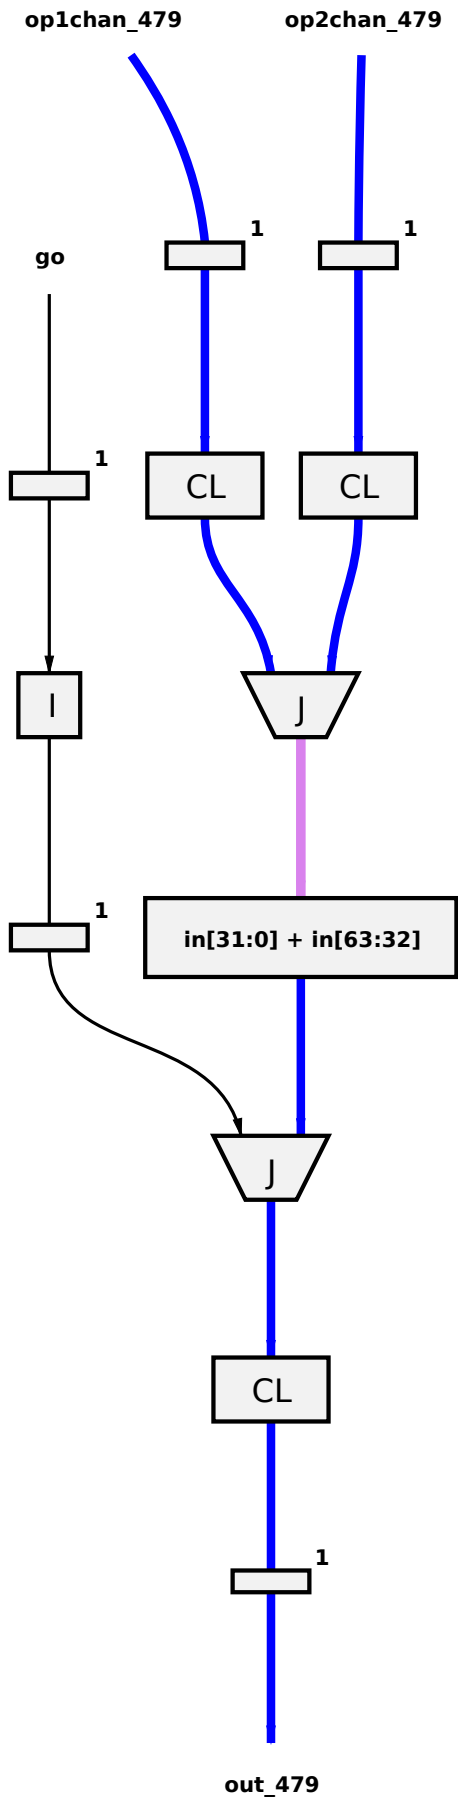 op1chan_479 op2chan_479
1 1
go
1
CL CL
I
J
1
in[31:0] + in[63:32]
J
CL
1
out_479